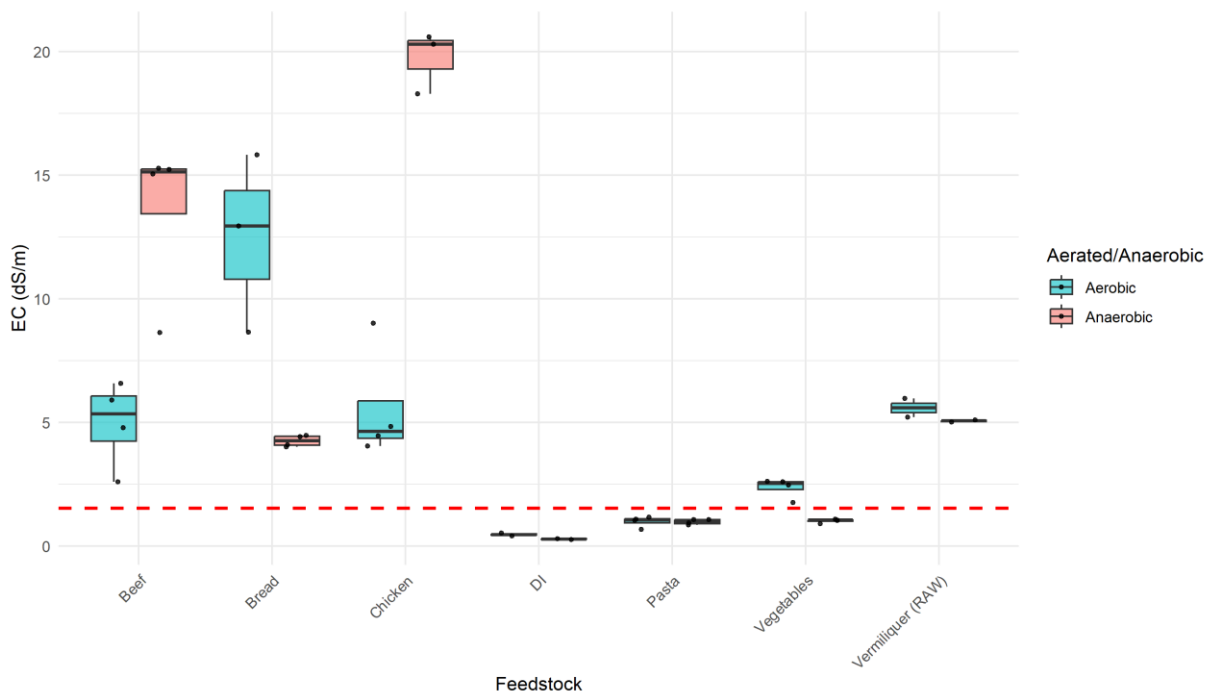 20
15
10
5
0
EC (dS/m)
Beef
Bread
Chicken
DI
Pasta
Vegetables
Vermiliquer (RAW)
Feedstock
Aerated/Anaerobic
Aerobic
Anaerobic